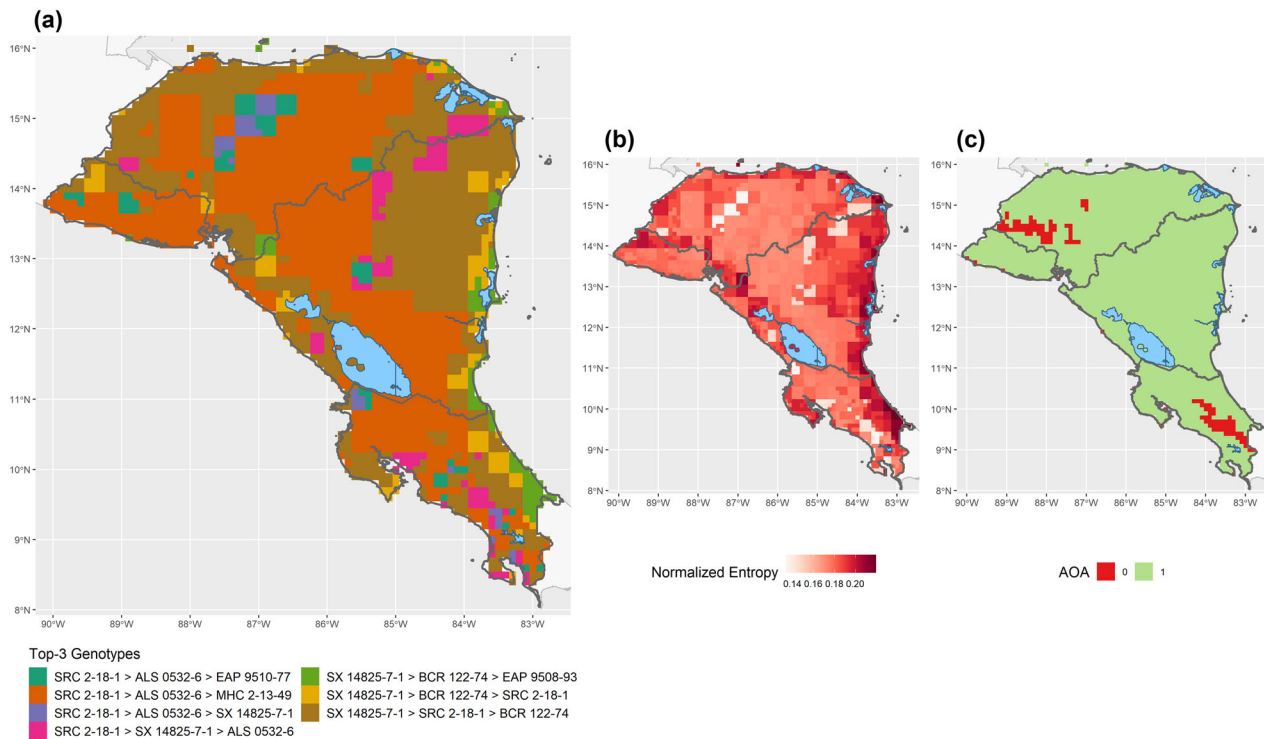 (a)
16°N
15°N
14°N
13°N
12°N
11°N
10°N
9°N
8°N
90°W 89°W 88°W 87°W 86°W 85°W 84°W 83°W
Top-3 Genotypes
SRC 2-18-1 > ALS 0532-6 > EAP 9510-77
SRC 2-18-1 > ALS 0532-6 > MHC 2-13-49
SRC 2-18-1 > ALS 0532-6 > SX 14825-7-1
SRC 2-18-1 > SX 14825-7-1 > ALS 0532-6
SX 14825-7-1 > BCR 122-74 > EAP 9508-93
SX 14825-7-1 > BCR 122-74 > SRC 2-18-1
SX 14825-7-1 > SRC 2-18-1 > BCR 122-74
(b)
16°N
15°N
14°N
13°N
12°N
11°N
10°N
9°N
8°N
90°W 89°W 88°W 87°W 86°W 85°W 84°W 83°W
Normalized Entropy
0.14 0.16 0.18 0.20
(c)
16°N
15°N
14°N
13°N
12°N
11°N
10°N
9°N
8°N
90°W 89°W 88°W 87°W 86°W 85°W 84°W 83°W
AOA 0 1